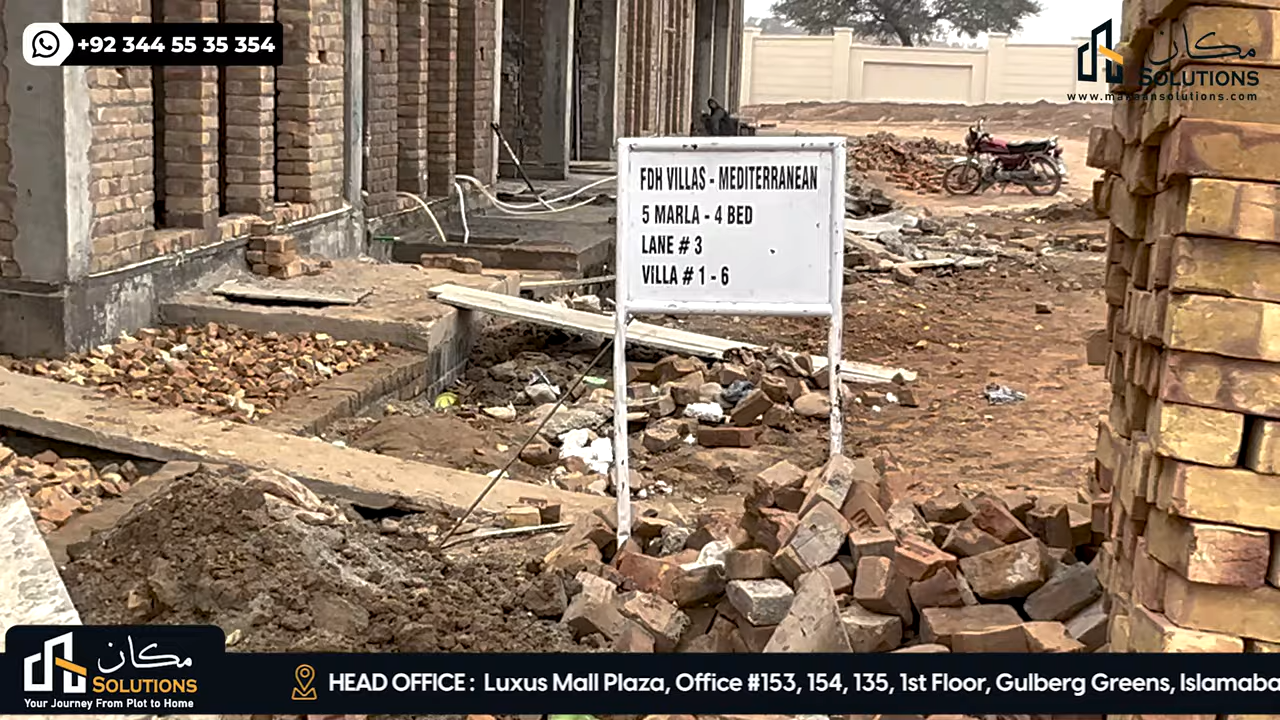 +92 344 55 35 354
مكان
SOLUTIONS
www.makaansolutions.com
FDH VILLAS - MEDITERRANEAN
5 MARLA - 4 BED
LANE # 3
VILLA # 1 - 6
مكان
SOLUTIONS
Your Journey From Plot to Home
HEAD OFFICE : Luxus Mall Plaza, Office #153, 154, 135, 1st Floor, Gulberg Greens, Islamaba